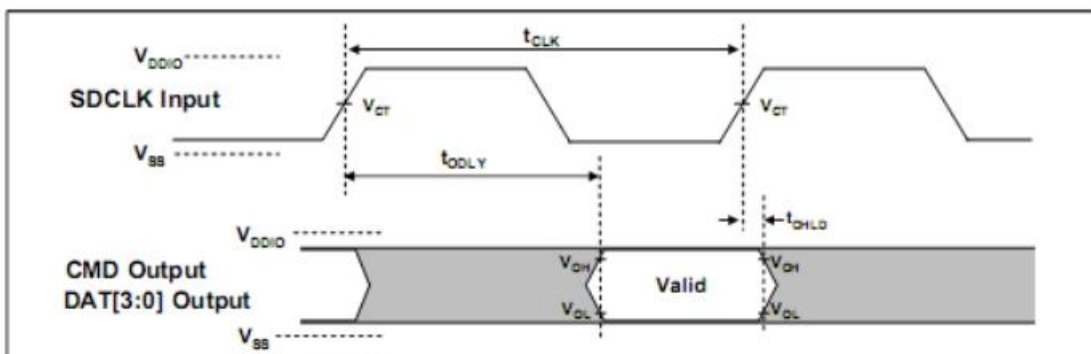 tCLK
VDDIO
SDCLK Input
VCT
VCT
VSS
tODLY
tOHLD
VDDIO
CMD Output
VOH
Valid
VOH
DAT[3:0] Output
VOL
VOL
VSS